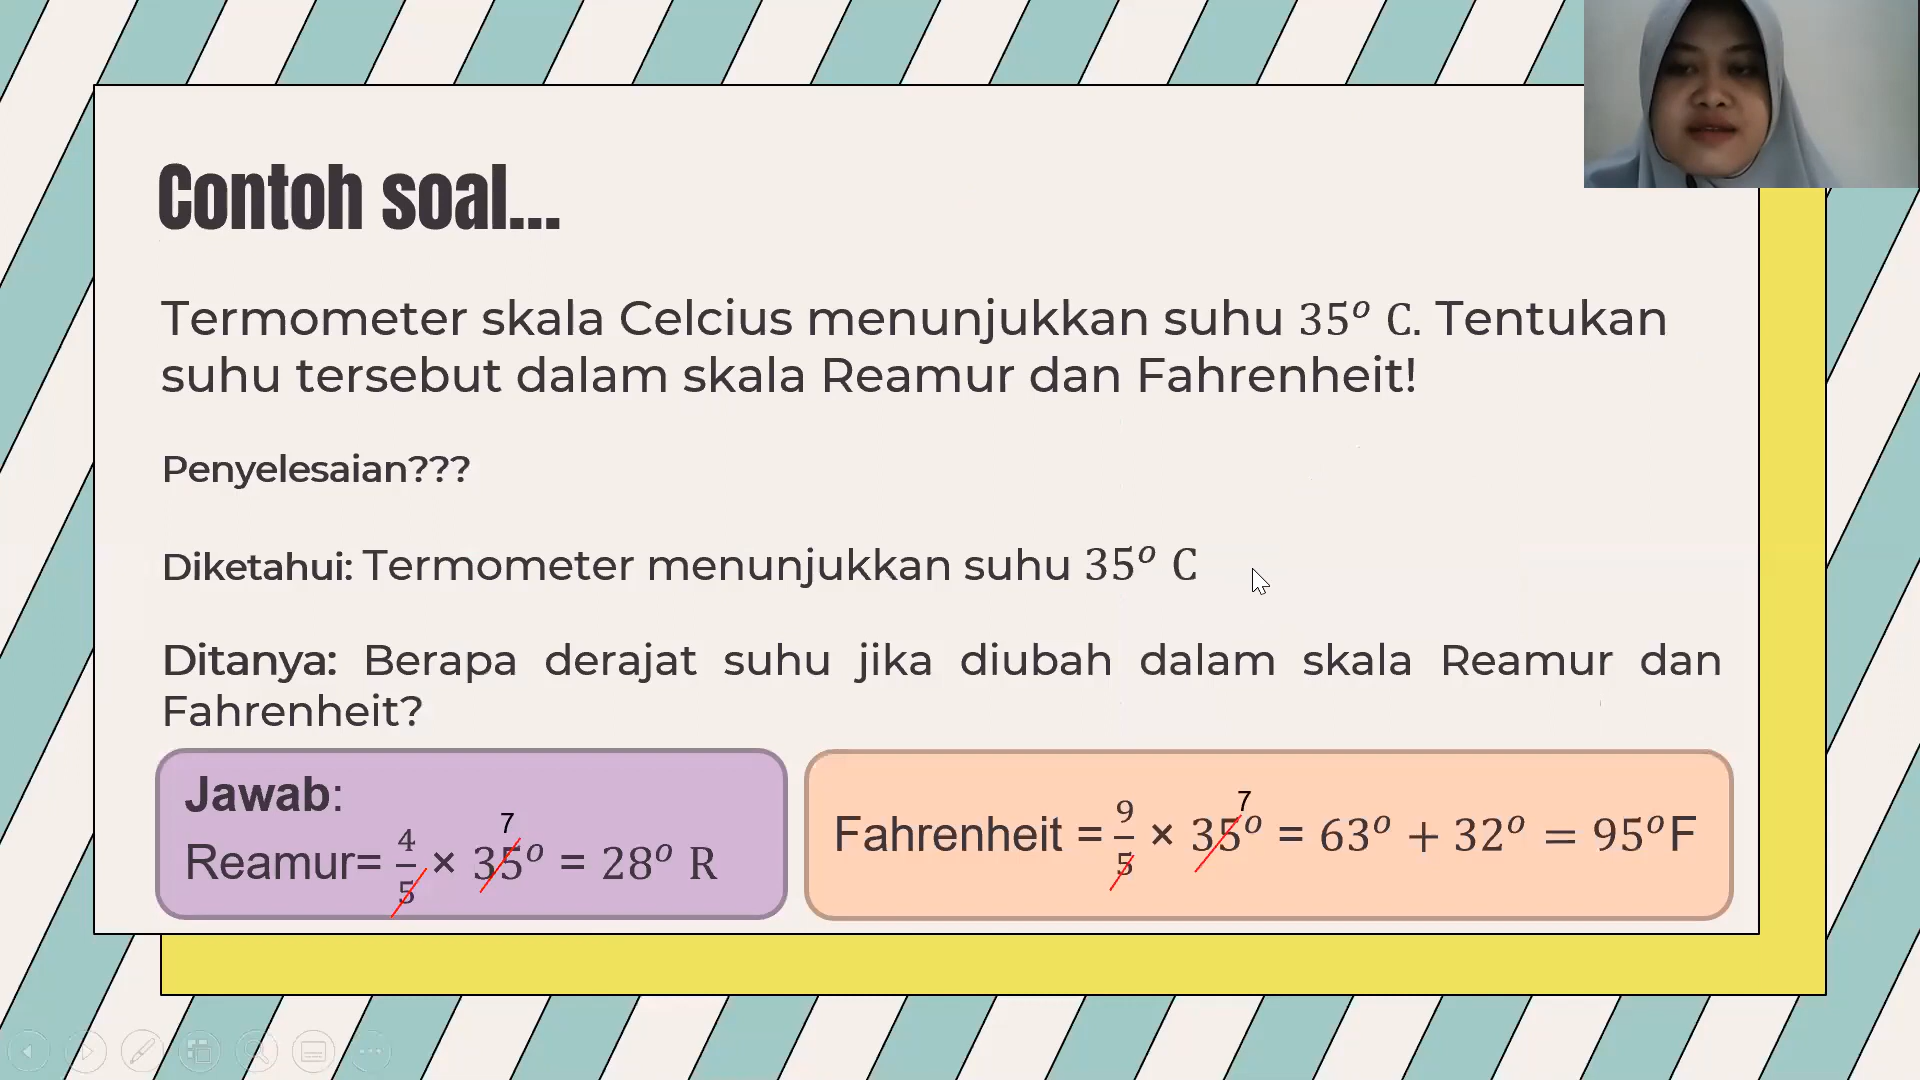 Contoh soal...
Termometer skala Celcius menunjukkan suhu 35° C. Tentukan
suhu tersebut dalam skala Reamur dan Fahrenheit!
Penyelesaian???
Diketahui: Termometer menunjukkan suhu 35° C
Ditanya: Berapa derajat suhu jika diubah dalam skala Reamur dan
Fahrenheit?
Jawab:
7
Reamur= 4/5 × 35° = 28° R
7
Fahrenheit = 9/5 × 35° = 63° + 32° = 95°F